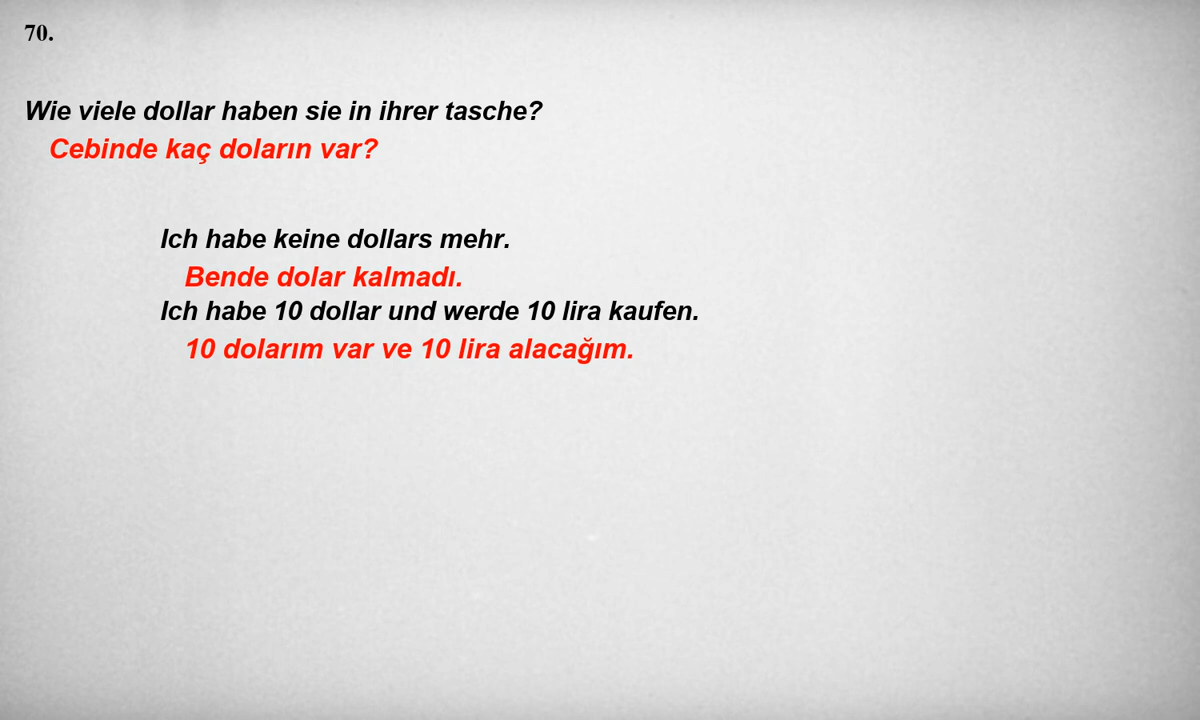 70.
Wie viele dollar haben sie in ihrer tasche?
Cebinde kaç doların var?
Ich habe keine dollars mehr.
Bende dolar kalmadı.
Ich habe 10 dollar und werde 10 lira kaufen.
10 dolarım var ve 10 lira alacağım.